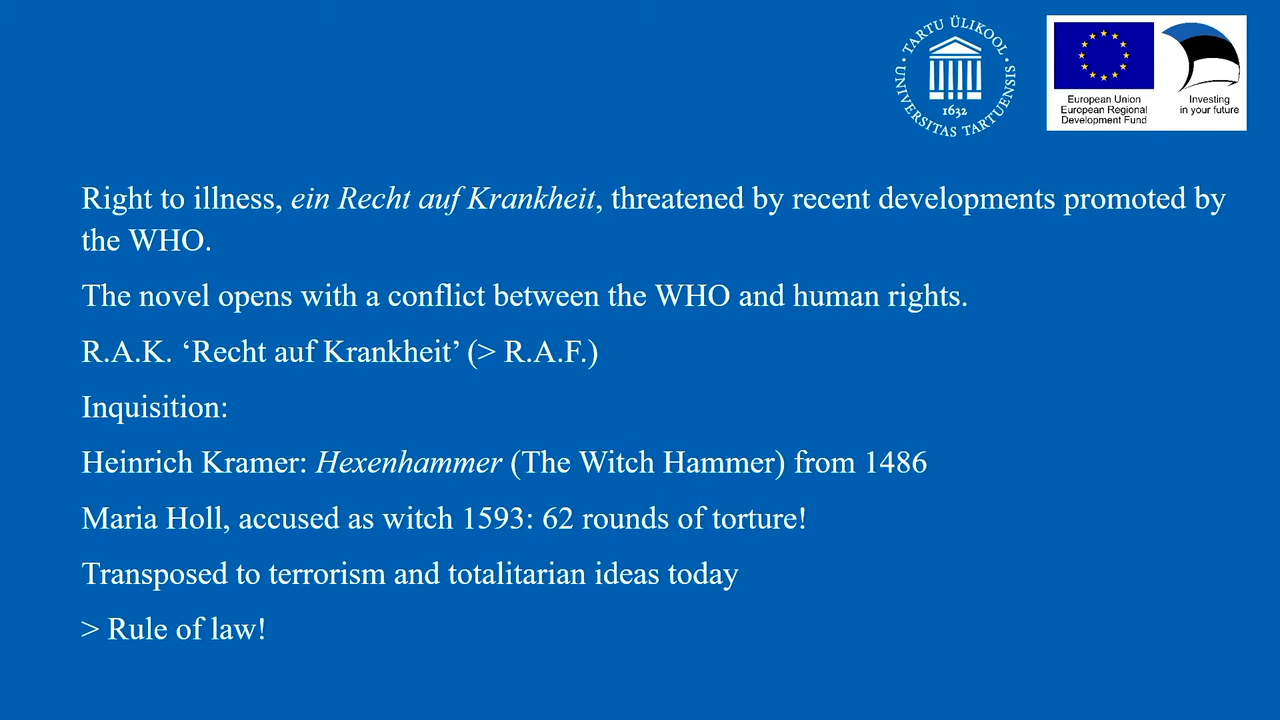 TARTU ÜLIKOOL
UNIVERSITAS TARTUENSIS
1632
European Union
European Regional
Development Fund
Investing
in your future
Right to illness, ein Recht auf Krankheit, threatened by recent developments promoted by
the WHO.
The novel opens with a conflict between the WHO and human rights.
R.A.K. ‘Recht auf Krankheit’ (> R.A.F.)
Inquisition:
Heinrich Kramer: Hexenhammer (The Witch Hammer) from 1486
Maria Holl, accused as witch 1593: 62 rounds of torture!
Transposed to terrorism and totalitarian ideas today
> Rule of law!